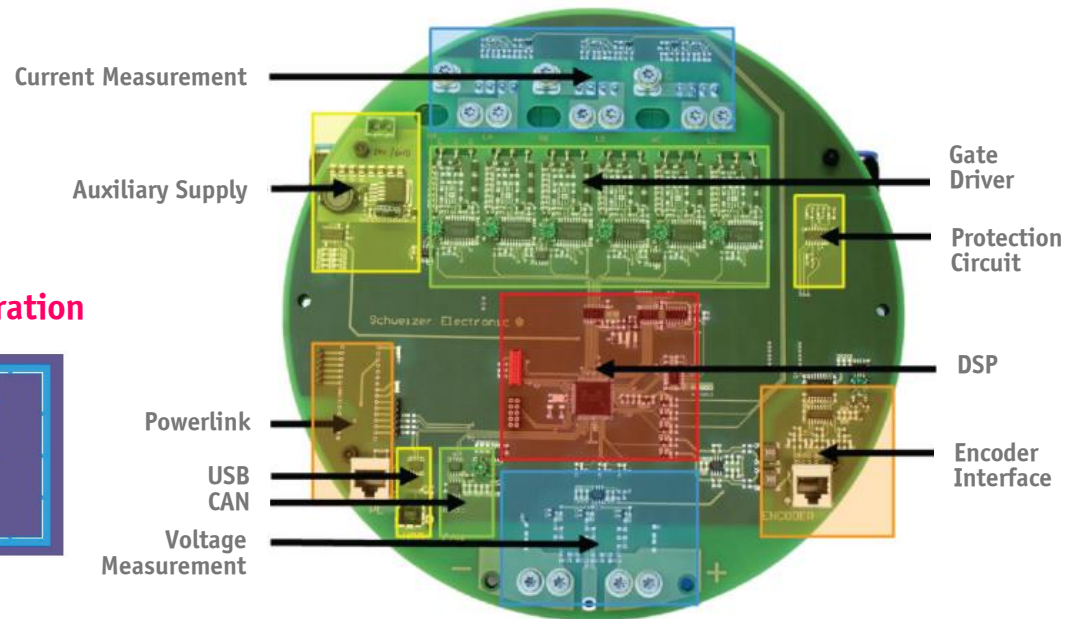 Current Measurement
Auxiliary Supply
Gate
Driver
Protection
Circuit
ration
Schweizer Electronic
DSP
Powerlink
USB
CAN
Voltage
Measurement
Encoder
Interface
ENCODER